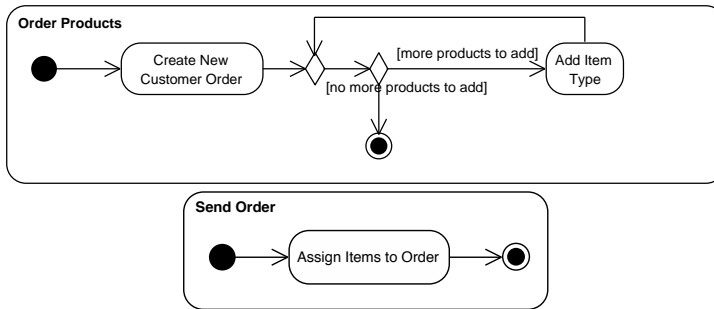 Order Products
Create New
Customer Order
[more products to add]
Add Item
Type
[no more products to add]
Send Order
Assign Items to Order